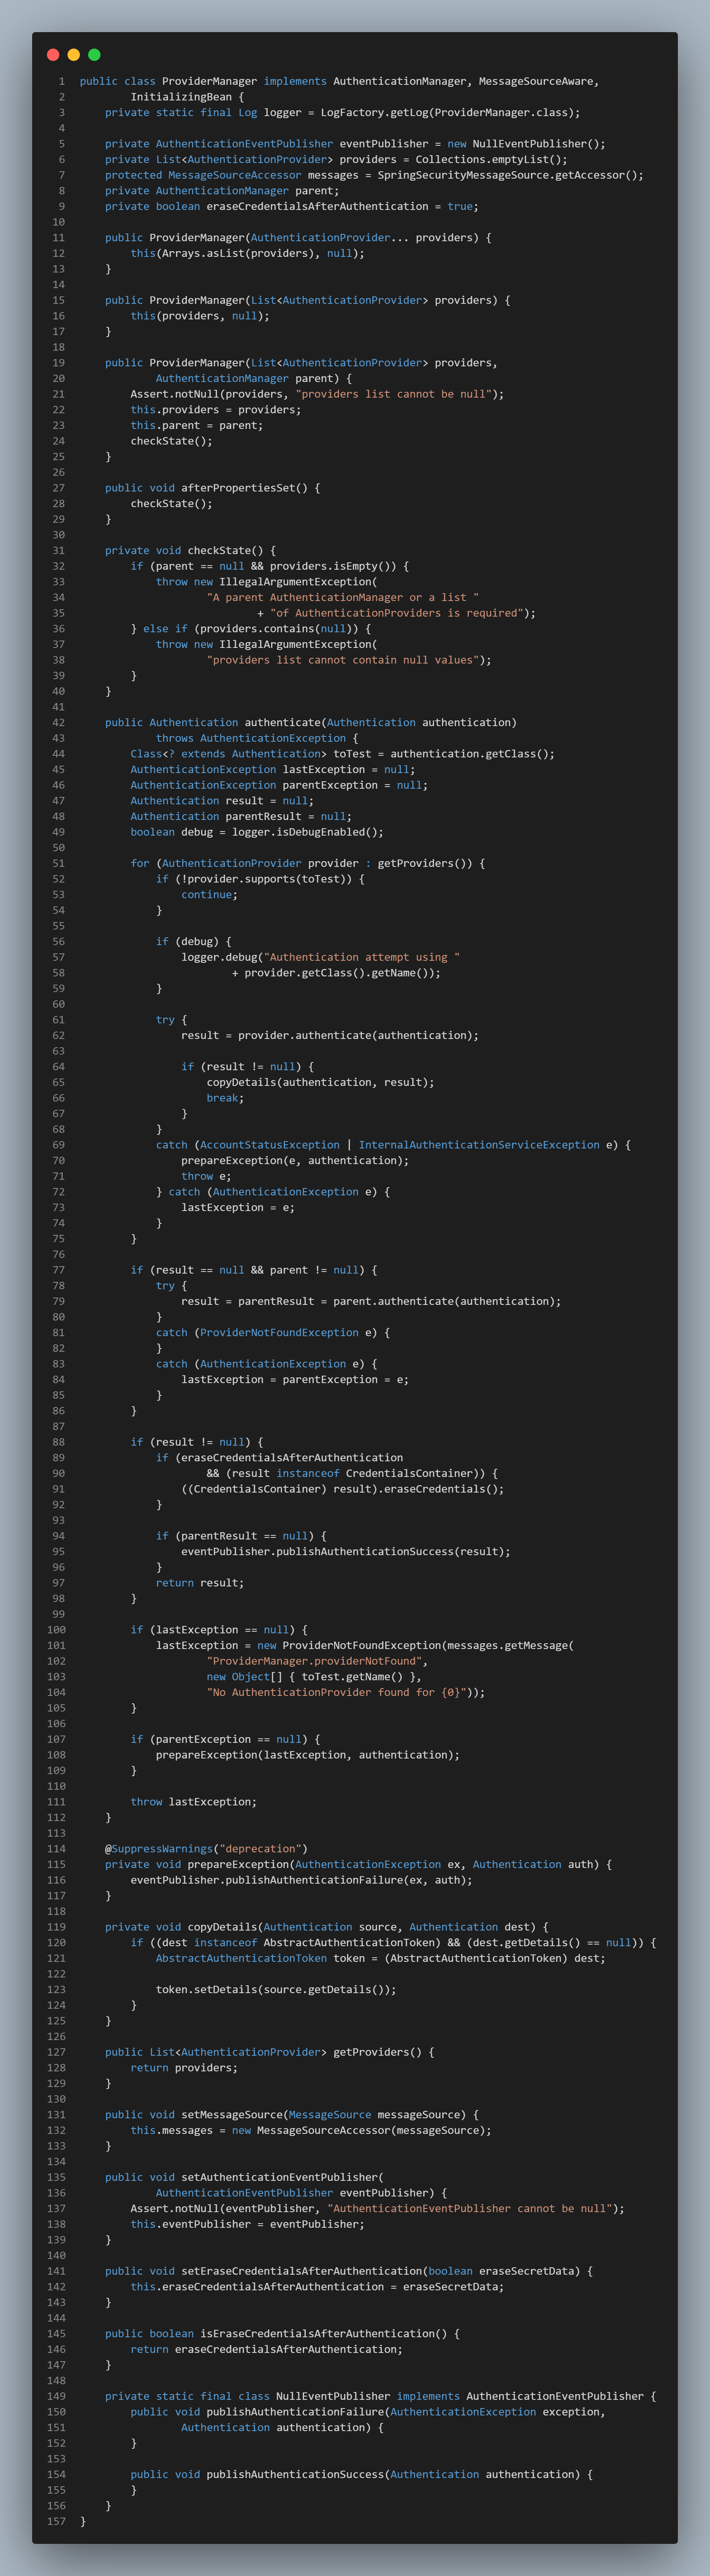 1 public class ProviderManager implements AuthenticationManager, MessageSourceAware,
2         InitializingBean {
3     private static final Log logger = LogFactory.getLog(ProviderManager.class);
4
5     private AuthenticationEventPublisher eventPublisher = new NullEventPublisher();
6     private List<AuthenticationProvider> providers = Collections.emptyList();
7     protected MessageSourceAccessor messages = SpringSecurityMessageSource.getAccessor();
8     private AuthenticationManager parent;
9     private boolean eraseCredentialsAfterAuthentication = true;
10
11     public ProviderManager(AuthenticationProvider... providers) {
12         this(Arrays.asList(providers), null);
13     }
14
15     public ProviderManager(List<AuthenticationProvider> providers) {
16         this(providers, null);
17     }
18
19     public ProviderManager(List<AuthenticationProvider> providers,
20             AuthenticationManager parent) {
21         Assert.notNull(providers, "providers list cannot be null");
22         this.providers = providers;
23         this.parent = parent;
24         checkState();
25     }
26
27     public void afterPropertiesSet() {
28         checkState();
29     }
30
31     private void checkState() {
32         if (parent == null && providers.isEmpty()) {
33             throw new IllegalArgumentException(
34                     "A parent AuthenticationManager or a list "
35                             + "of AuthenticationProviders is required");
36         } else if (providers.contains(null)) {
37             throw new IllegalArgumentException(
38                     "providers list cannot contain null values");
39         }
40     }
41
42     public Authentication authenticate(Authentication authentication)
43             throws AuthenticationException {
44         Class<? extends Authentication> toTest = authentication.getClass();
45         AuthenticationException lastException = null;
46         AuthenticationException parentException = null;
47         Authentication result = null;
48         Authentication parentResult = null;
49         boolean debug = logger.isDebugEnabled();
50
51         for (AuthenticationProvider provider : getProviders()) {
52             if (!provider.supports(toTest)) {
53                 continue;
54             }
55
56             if (debug) {
57                 logger.debug("Authentication attempt using "
58                         + provider.getClass().getName());
59             }
60
61             try {
62                 result = provider.authenticate(authentication);
63
64                 if (result != null) {
65                     copyDetails(authentication, result);
66                     break;
67                 }
68             }
69             catch (AccountStatusException | InternalAuthenticationServiceException e) {
70                 prepareException(e, authentication);
71                 throw e;
72             } catch (AuthenticationException e) {
73                 lastException = e;
74             }
75         }
76
77         if (result == null && parent != null) {
78             try {
79                 result = parentResult = parent.authenticate(authentication);
80             }
81             catch (ProviderNotFoundException e) {
82             }
83             catch (AuthenticationException e) {
84                 lastException = parentException = e;
85             }
86         }
87
88         if (result != null) {
89             if (eraseCredentialsAfterAuthentication
90                     && (result instanceof CredentialsContainer)) {
91                 ((CredentialsContainer) result).eraseCredentials();
92             }
93
94             if (parentResult == null) {
95                 eventPublisher.publishAuthenticationSuccess(result);
96             }
97             return result;
98         }
99
100         if (lastException == null) {
101             lastException = new ProviderNotFoundException(messages.getMessage(
102                     "ProviderManager.providerNotFound",
103                     new Object[] { toTest.getName() },
104                     "No AuthenticationProvider found for {0}"));
105         }
106
107         if (parentException == null) {
108             prepareException(lastException, authentication);
109         }
110
111         throw lastException;
112     }
113
114     @SuppressWarnings("deprecation")
115     private void prepareException(AuthenticationException ex, Authentication auth) {
116         eventPublisher.publishAuthenticationFailure(ex, auth);
117     }
118
119     private void copyDetails(Authentication source, Authentication dest) {
120         if ((dest instanceof AbstractAuthenticationToken) && (dest.getDetails() == null)) {
121             AbstractAuthenticationToken token = (AbstractAuthenticationToken) dest;
122
123             token.setDetails(source.getDetails());
124         }
125     }
126
127     public List<AuthenticationProvider> getProviders() {
128         return providers;
129     }
130
131     public void setMessageSource(MessageSource messageSource) {
132         this.messages = new MessageSourceAccessor(messageSource);
133     }
134
135     public void setAuthenticationEventPublisher(
136             AuthenticationEventPublisher eventPublisher) {
137         Assert.notNull(eventPublisher, "AuthenticationEventPublisher cannot be null");
138         this.eventPublisher = eventPublisher;
139     }
140
141     public void setEraseCredentialsAfterAuthentication(boolean eraseSecretData) {
142         this.eraseCredentialsAfterAuthentication = eraseSecretData;
143     }
144
145     public boolean isEraseCredentialsAfterAuthentication() {
146         return eraseCredentialsAfterAuthentication;
147     }
148
149     private static final class NullEventPublisher implements AuthenticationEventPublisher {
150         public void publishAuthenticationFailure(AuthenticationException exception,
151                 Authentication authentication) {
152         }
153
154         public void publishAuthenticationSuccess(Authentication authentication) {
155         }
156     }
157 }